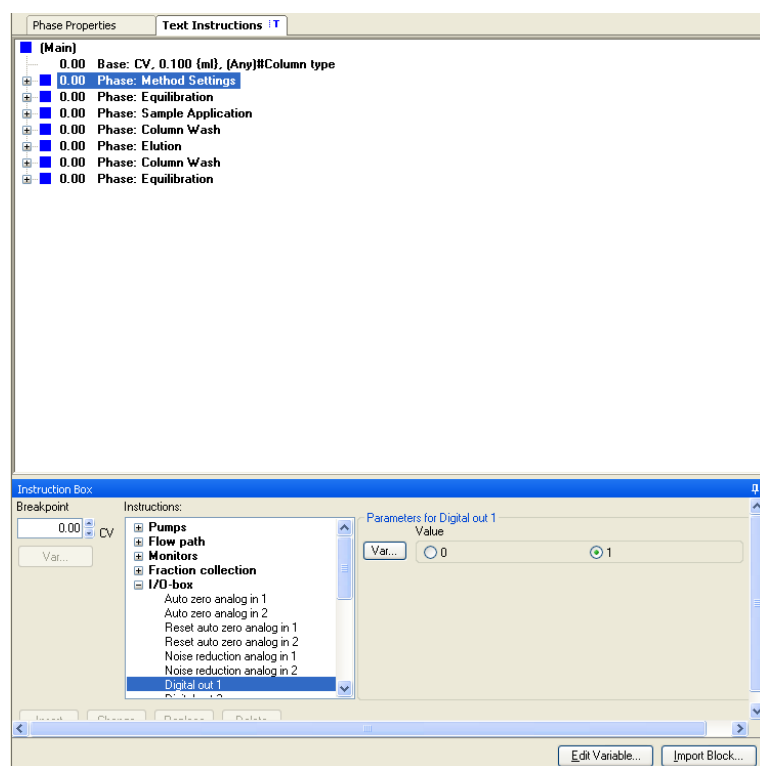 Phase Properties Text Instructions T
(Main)
0.00 Base: CV, 0.100 {ml}, (Any)#Column type
0.00 Phase: Method Settings
0.00 Phase: Equilibration
0.00 Phase: Sample Application
0.00 Phase: Column Wash
0.00 Phase: Elution
0.00 Phase: Column Wash
0.00 Phase: Equilibration
Instruction Box
Breakpoint Instructions:
0.00 CV
Var...
Pumps
Flow path
Monitors
Fraction collection
I/O-box
Auto zero analog in 1
Auto zero analog in 2
Reset auto zero analog in 1
Reset auto zero analog in 2
Noise reduction analog in 1
Noise reduction analog in 2
Digital out 1
Parameters for Digital out 1
Value
Var... 0 1
Edit Variable... Import Block...